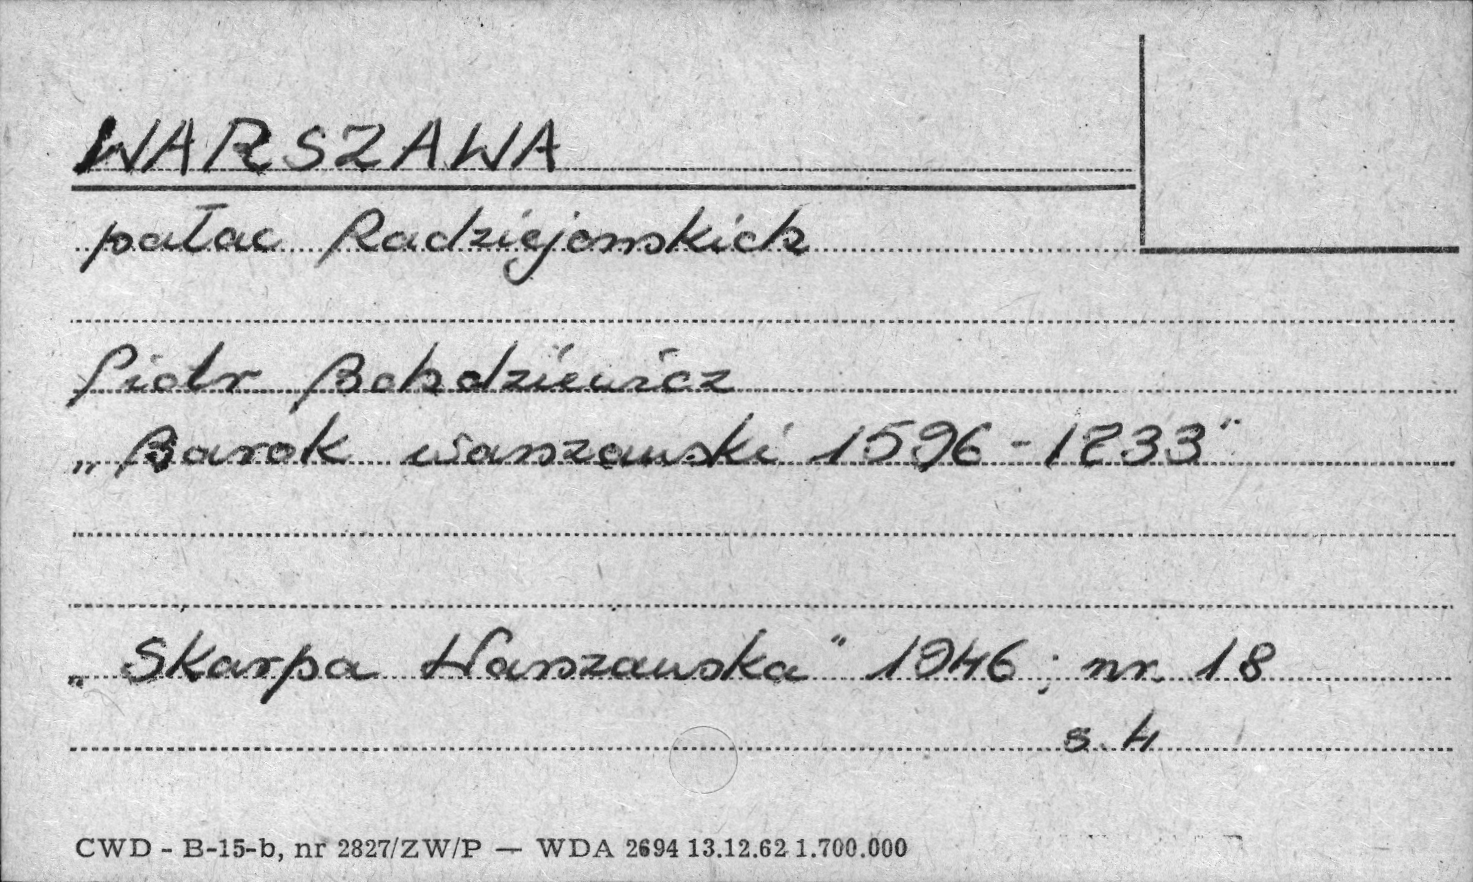 WARSZAWA
pałac Radziejowskich
Piotr Bohdziewicz
„Barok warszawski 1596-1733"
„Skarpa Warszawska" 1946; nr. 18
s. 4
CWD - B-15-b, nr 2827/ZW/P — WDA 2694 13.12.62 1.700.000